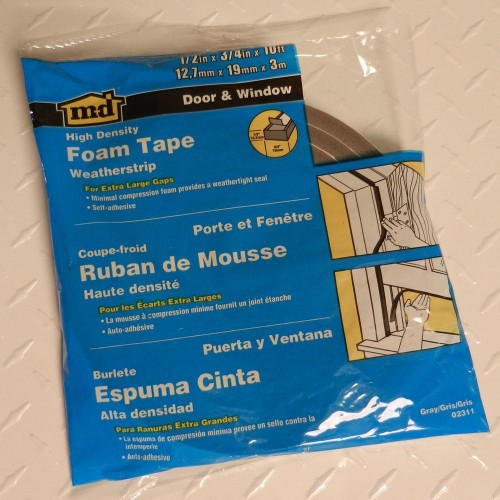 1/2in x 3/4in x 10ft
12,7mm x 19mm x 3m
m-d
Door & Window
High Density
Foam Tape
Weatherstrip
For Extra Large Gaps
• Minimal compression foam provides a weathertight seal
• Self-adhesive
Porte et Fenêtre
Coupe-froid
Ruban de Mousse
Haute densité
Pour les Écarts Extra Larges
• La mousse à compression minime fournit un joint étanche
• Auto-adhésive
Puerta y Ventana
Burlete
Espuma Cinta
Alta densidad
Para Ranuras Extra Grandes
• La espuma de compresión minima provee un sello contra la
intemperie
• Auto-adhesive
Gray/Gris/Gris
02311